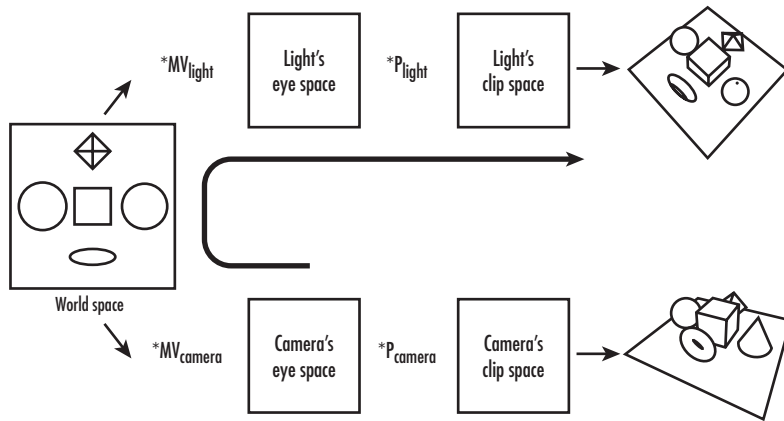 *MVlight
Light's
eye space
*Plight
Light's
clip space
World space
*MVcamera
Camera's
eye space
*Pcamera
Camera's
clip space